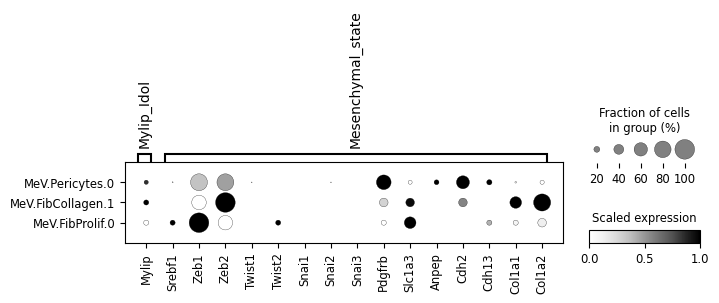 Mylip_Idol
Mesenchymal_state
MeV.Pericytes.0
MeV.FibCollagen.1
MeV.FibProlif.0
Mylip
Srebf1
Zeb1
Zeb2
Twist1
Twist2
Snai1
Snai2
Snai3
Pdgfrb
Slc1a3
Anpep
Cdh2
Cdh13
Col1a1
Col1a2
Fraction of cells
in group (%)
20 40 60 80 100
Scaled expression
0.0 0.5 1.0